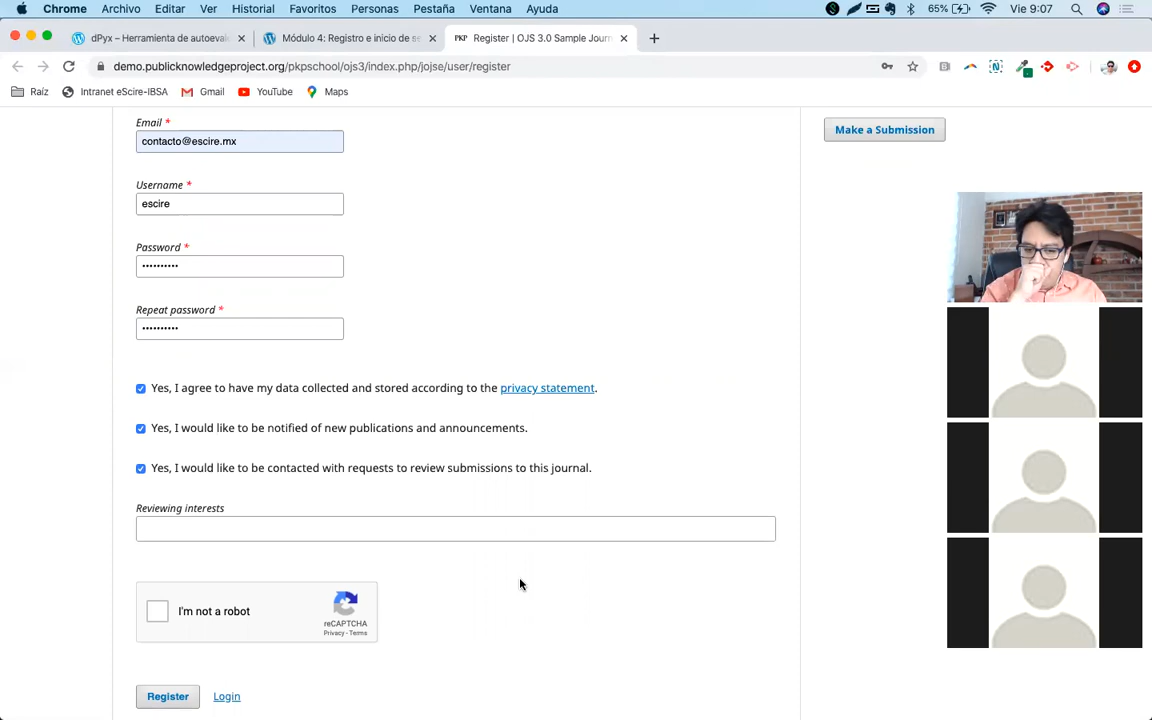 Chrome Archivo Editar Ver Historial Favoritos Personas Pestaña Ventana Ayuda 65% Vie 9:07
dPyx – Herramienta de autoeval Módulo 4: Registro e inicio de se PKP Register | OJS 3.0 Sample Journ
demo.publicknowledgeproject.org/pkpschool/ojs3/index.php/jojse/user/register
Raíz Intranet eScire-IBSA Gmail YouTube Maps
Email *
contacto@escire.mx
Make a Submission
Username *
escire
Password *
••••••••••
Repeat password *
••••••••••
Yes, I agree to have my data collected and stored according to the privacy statement.
Yes, I would like to be notified of new publications and announcements.
Yes, I would like to be contacted with requests to review submissions to this journal.
Reviewing interests
I'm not a robot
reCAPTCHA
Privacy - Terms
Register Login